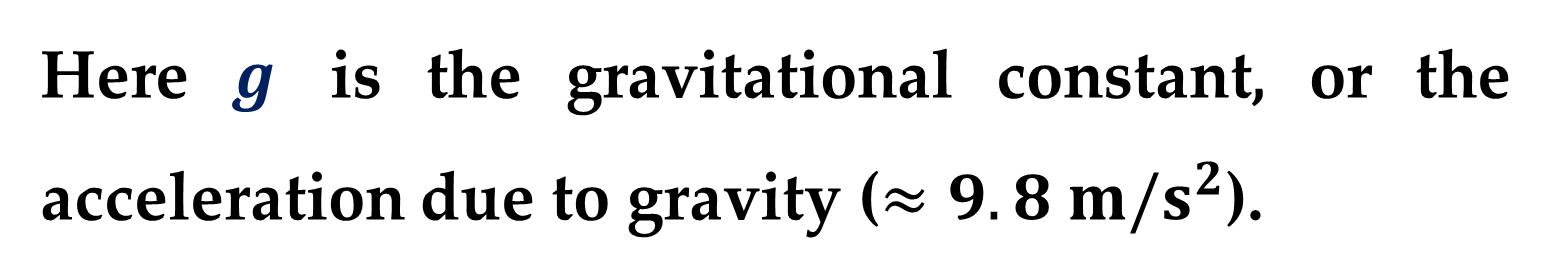 Here g is the gravitational constant, or the
acceleration due to gravity (≈ 9.8 m/s²).